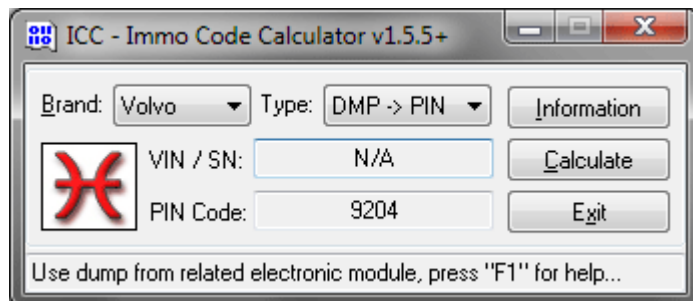 ICC - Immo Code Calculator v1.5.5+
Brand: Volvo Type: DMP -> PIN Information
VIN / SN: N/A Calculate
PIN Code: 9204 Exit
Use dump from related electronic module, press "F1" for help...